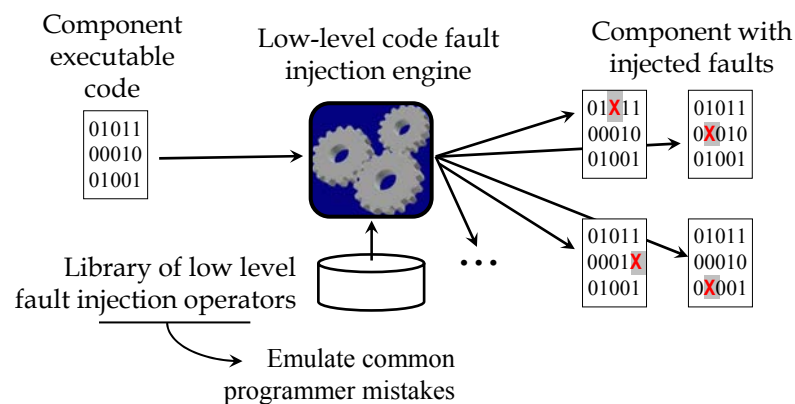 Component
executable
code
01011
00010
01001
Low-level code fault
injection engine
Component with
injected faults
01X11
00010
01001
01011
0X010
01001
01011
0001X
01001
01011
00010
0X001
...
Library of low level
fault injection operators
Emulate common
programmer mistakes